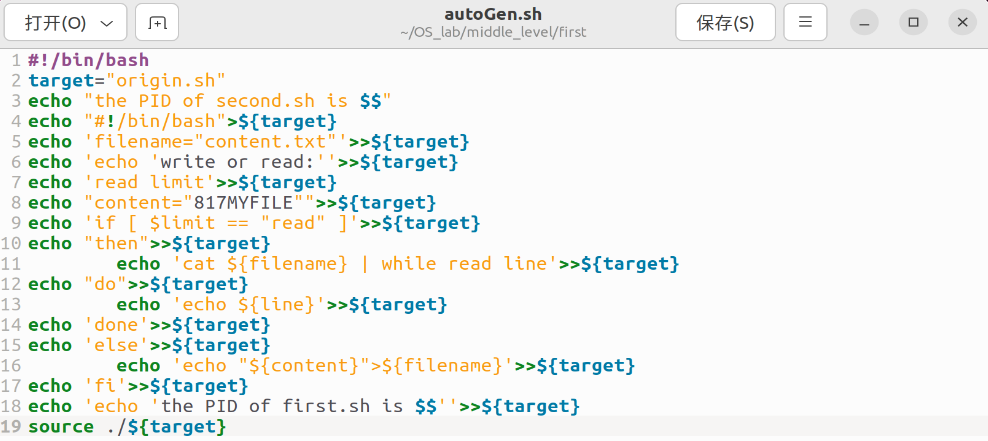 打开(O)
autoGen.sh
~/OS_lab/middle_level/first
保存(S)
1 #!/bin/bash
2 target="origin.sh"
3 echo "the PID of second.sh is $$"
4 echo "#!/bin/bash">${target}
5 echo 'filename="content.txt"'>>${target}
6 echo 'echo 'write or read:''>>${target}
7 echo 'read limit'>>${target}
8 echo "content="817MYFILE"">>${target}
9 echo 'if [ $limit == "read" ]'>>${target}
10 echo "then">>${target}
11         echo 'cat ${filename} | while read line'>>${target}
12 echo "do">>${target}
13         echo 'echo ${line}'>>${target}
14 echo 'done'>>${target}
15 echo 'else'>>${target}
16         echo 'echo "${content}">${filename}'>>${target}
17 echo 'fi'>>${target}
18 echo 'echo 'the PID of first.sh is $$''>>${target}
19 source ./${target}